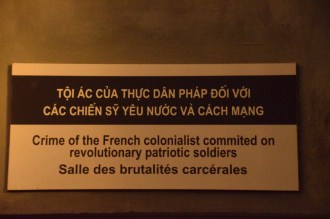 TỘI ÁC CỦA THỰC DÂN PHÁP ĐỐI VỚI
CÁC CHIẾN SỸ YÊU NƯỚC VÀ CÁCH MẠNG
Crime of the French colonialist commited on
revolutionary patriotic soldiers
Salle des brutalités carcérales